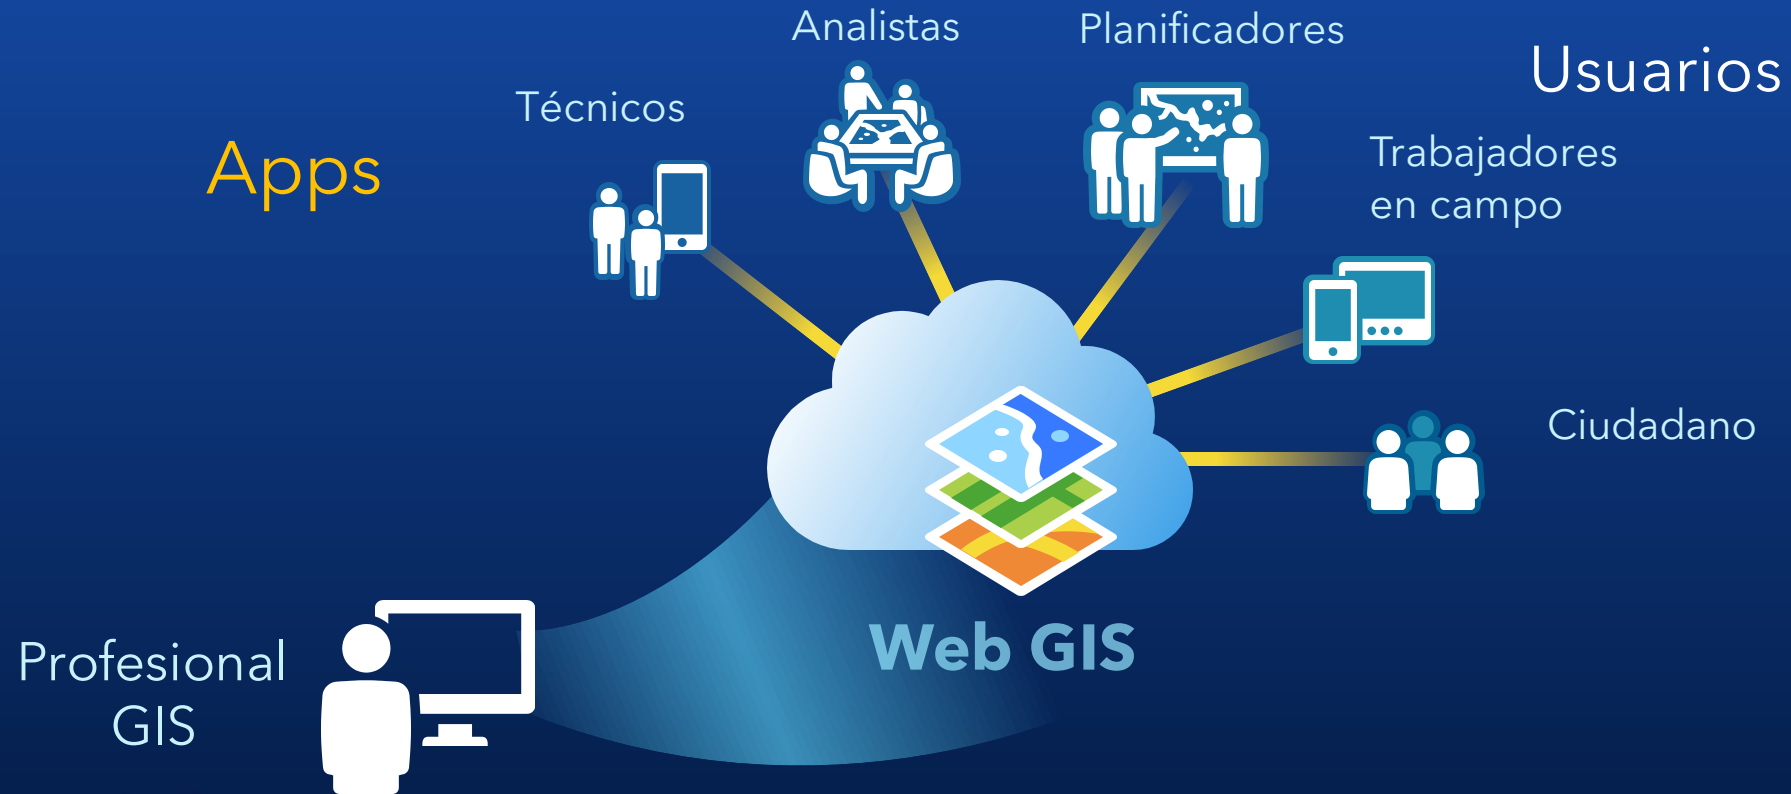 Analistas
Planificadores
Usuarios
Técnicos
Apps
Trabajadores
en campo
Ciudadano
Web GIS
Profesional
GIS